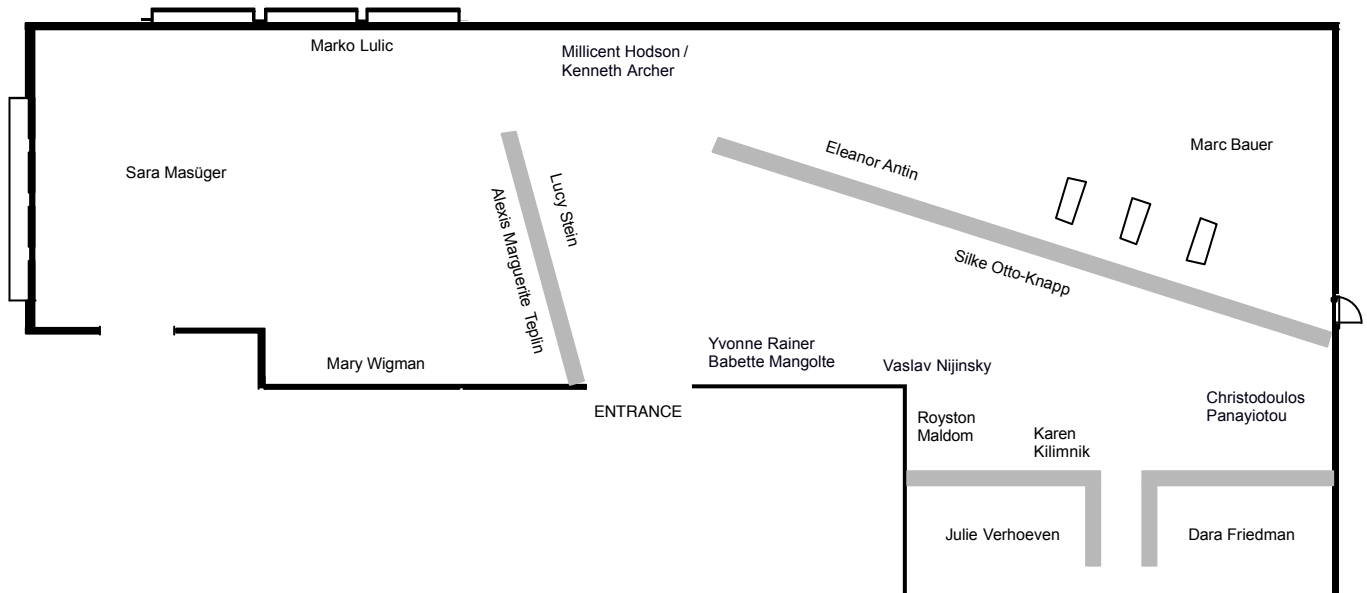 Marko Lulic
Millicent Hodson /
Kenneth Archer
Marc Bauer
Eleanor Antin
Sara Masüger
Lucy Stein
Alexis Marguerite Teplin
Silke Otto-Knapp
Yvonne Rainer
Babette Mangolte
Vaslav Nijinsky
Mary Wigman
Christodoulos
Panayiotou
ENTRANCE
Royston
Maldom
Karen
Kilimnik
Julie Verhoeven
Dara Friedman